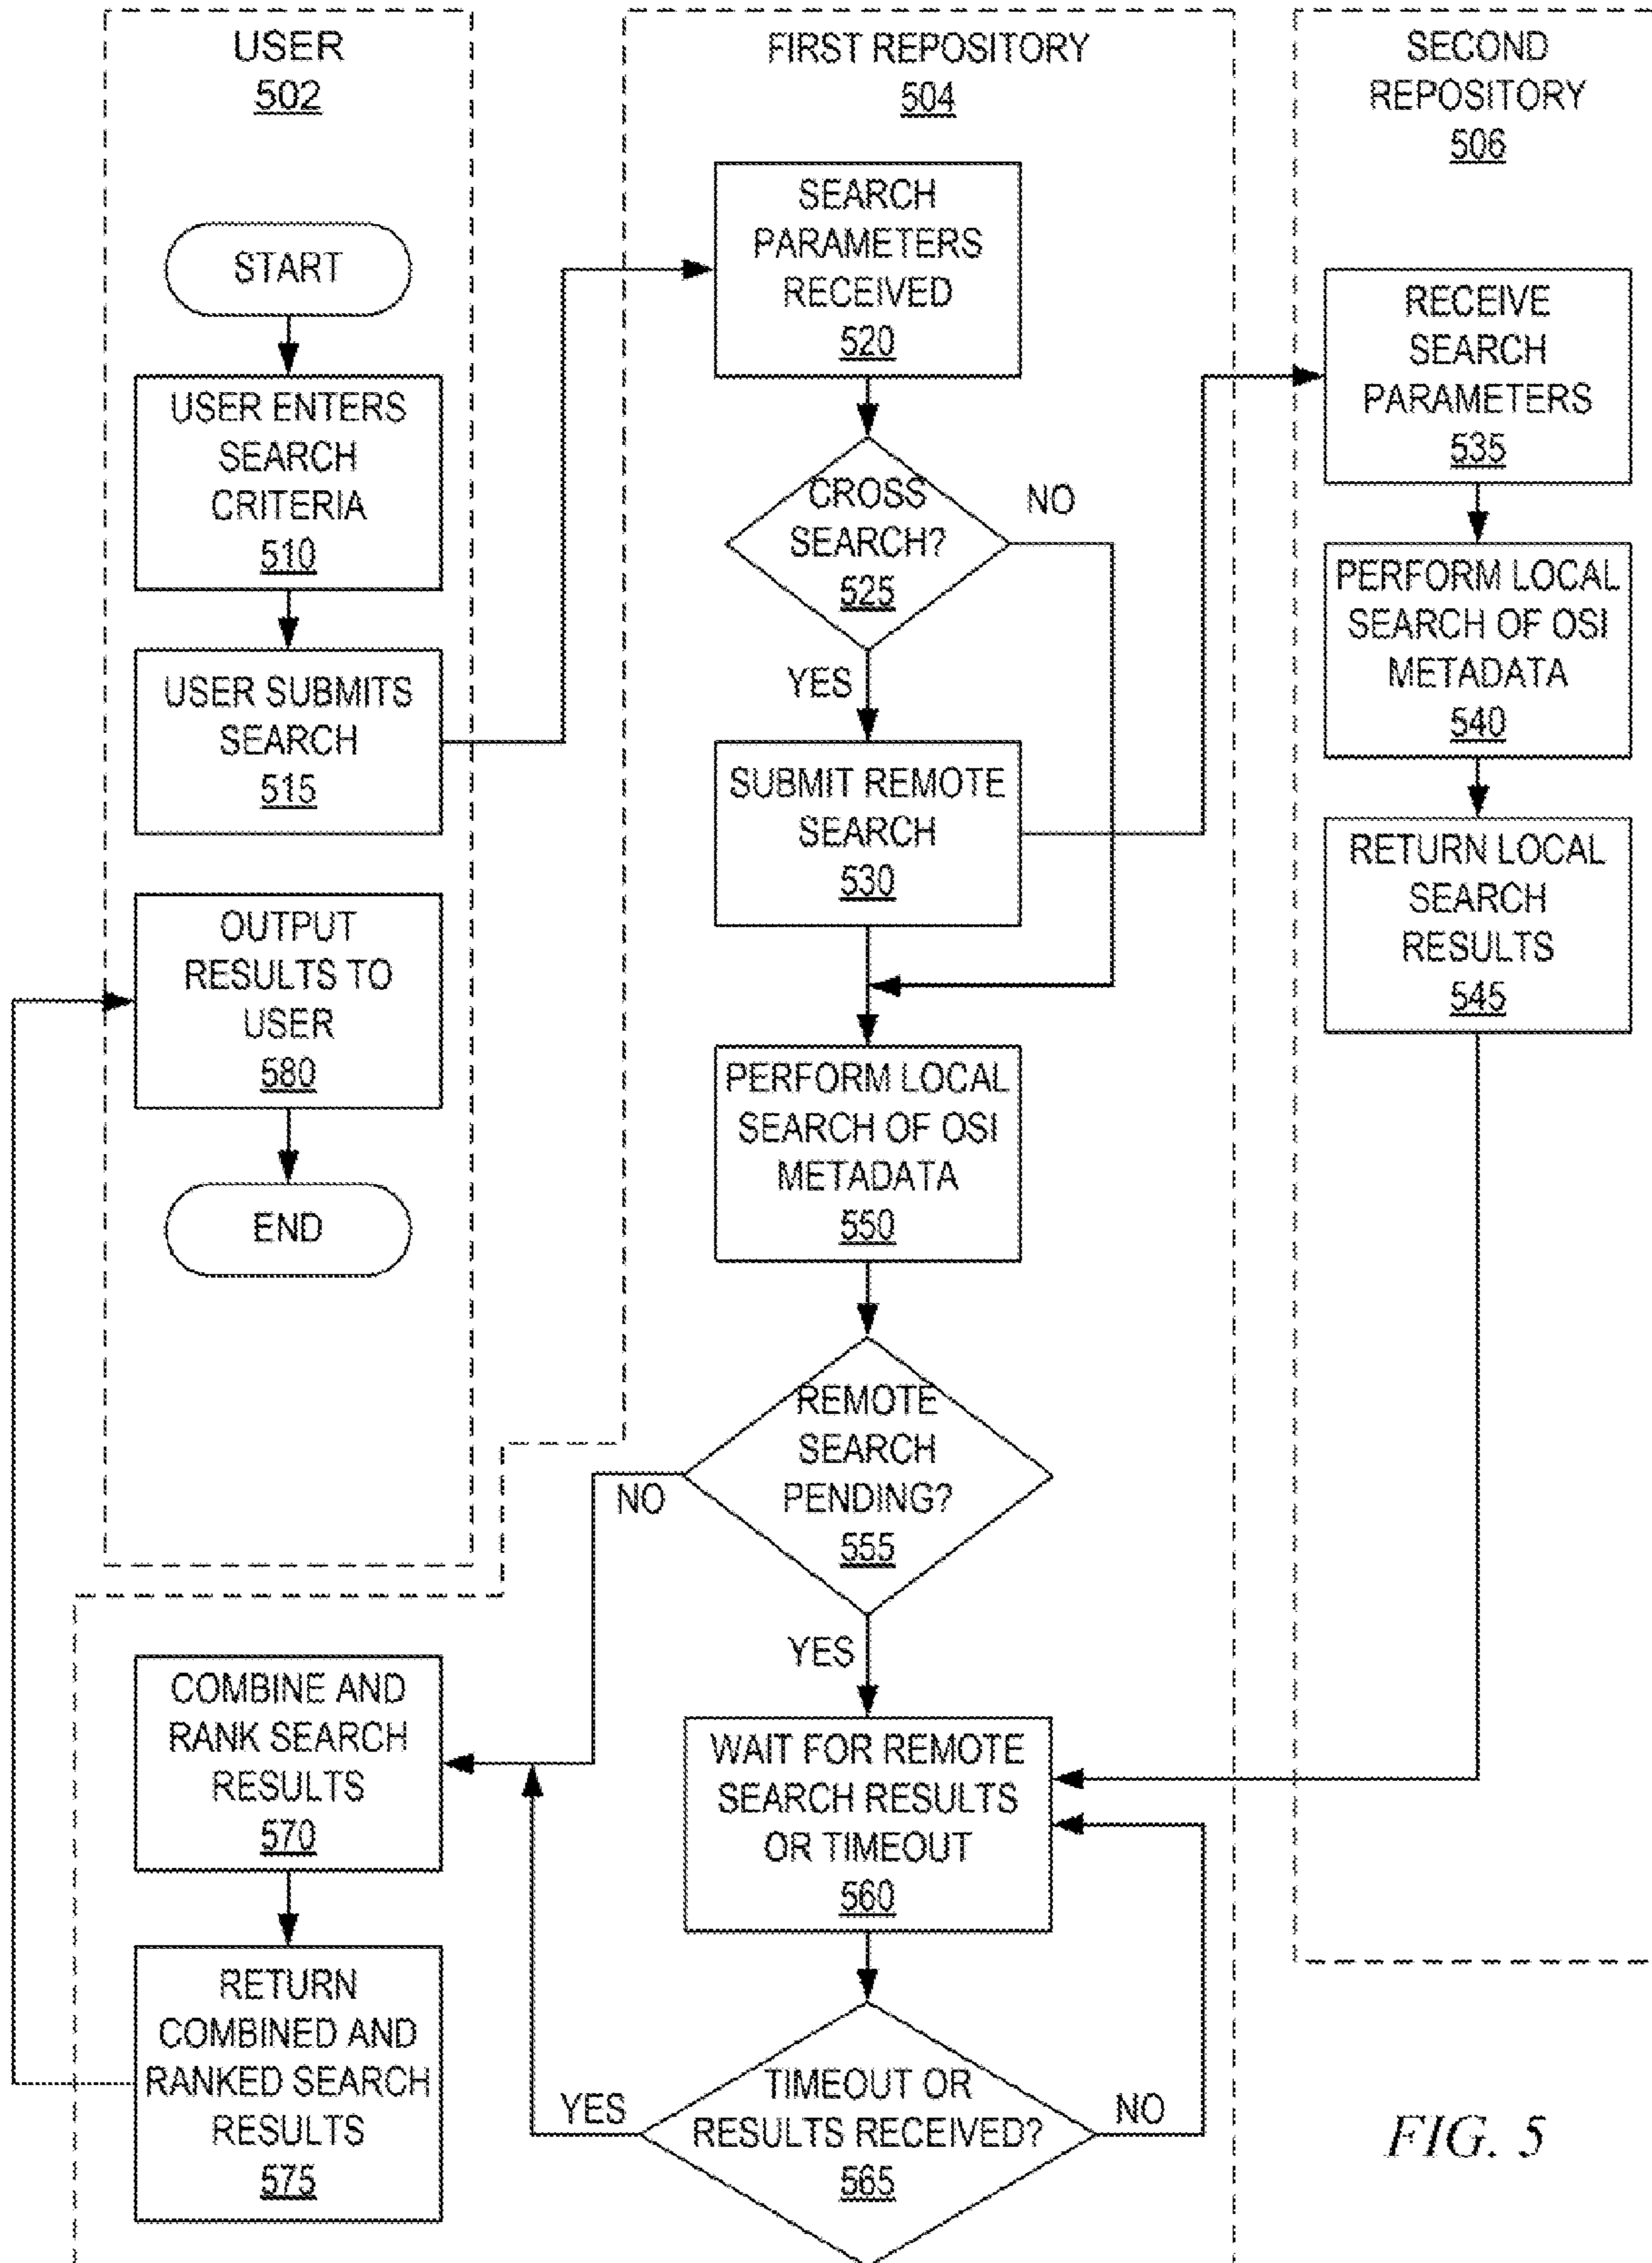 USER
502
START
USER ENTERS
SEARCH
CRITERIA
510
USER SUBMITS
SEARCH
515
OUTPUT
RESULTS TO
USER
580
END
FIRST REPOSITORY
504
SEARCH
PARAMETERS
RECEIVED
520
CROSS
SEARCH?
525
NO
YES
SUBMIT REMOTE
SEARCH
530
PERFORM LOCAL
SEARCH OF OSI
METADATA
550
REMOTE
SEARCH
PENDING?
555
NO
YES
WAIT FOR REMOTE
SEARCH RESULTS
OR TIMEOUT
560
TIMEOUT OR
RESULTS RECEIVED?
565
YES
NO
COMBINE AND
RANK SEARCH
RESULTS
570
RETURN
COMBINED AND
RANKED SEARCH
RESULTS
575
SECOND
REPOSITORY
506
RECEIVE
SEARCH
PARAMETERS
535
PERFORM LOCAL
SEARCH OF OSI
METADATA
540
RETURN LOCAL
SEARCH
RESULTS
545
FIG. 5